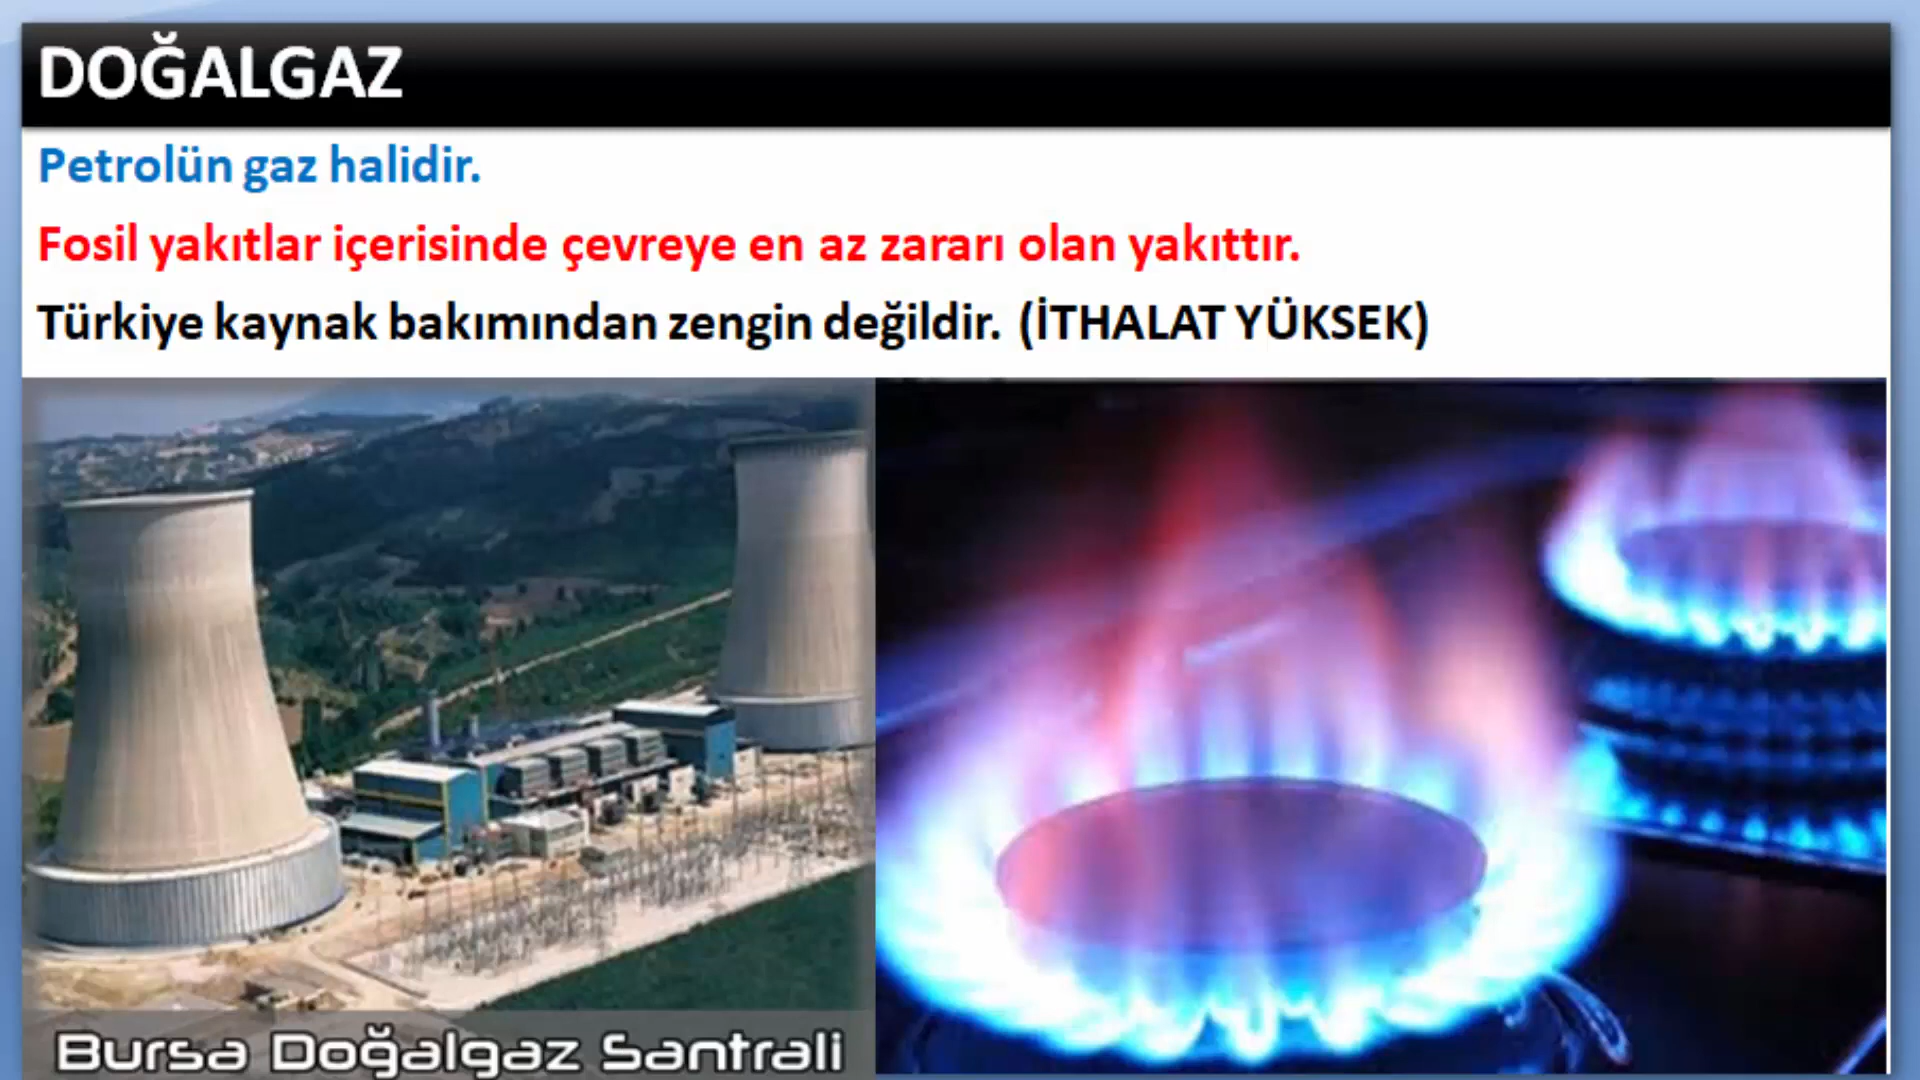 DOĞALGAZ
Petrolün gaz halidir.
Fosil yakıtlar içerisinde çevreye en az zararı olan yakıttır.
Türkiye kaynak bakımından zengin değildir. (İTHALAT YÜKSEK)
Bursa Doğalgaz Santrali